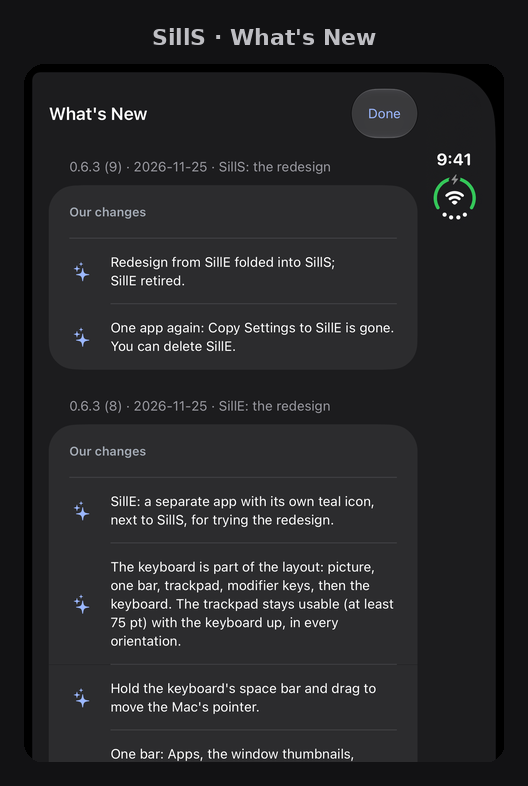 SillS · What's New
What's New
Done
9:41
0.6.3 (9) · 2026-11-25 · SillS: the redesign
Our changes
Redesign from SillE folded into SillS;
SillE retired.
One app again: Copy Settings to SillE is gone.
You can delete SillE.
0.6.3 (8) · 2026-11-25 · SillE: the redesign
Our changes
SillE: a separate app with its own teal icon,
next to SillS, for trying the redesign.
The keyboard is part of the layout: picture,
one bar, trackpad, modifier keys, then the
keyboard. The trackpad stays usable (at least
75 pt) with the keyboard up, in every
orientation.
Hold the keyboard's space bar and drag to
move the Mac's pointer.
One bar: Apps, the window thumbnails,